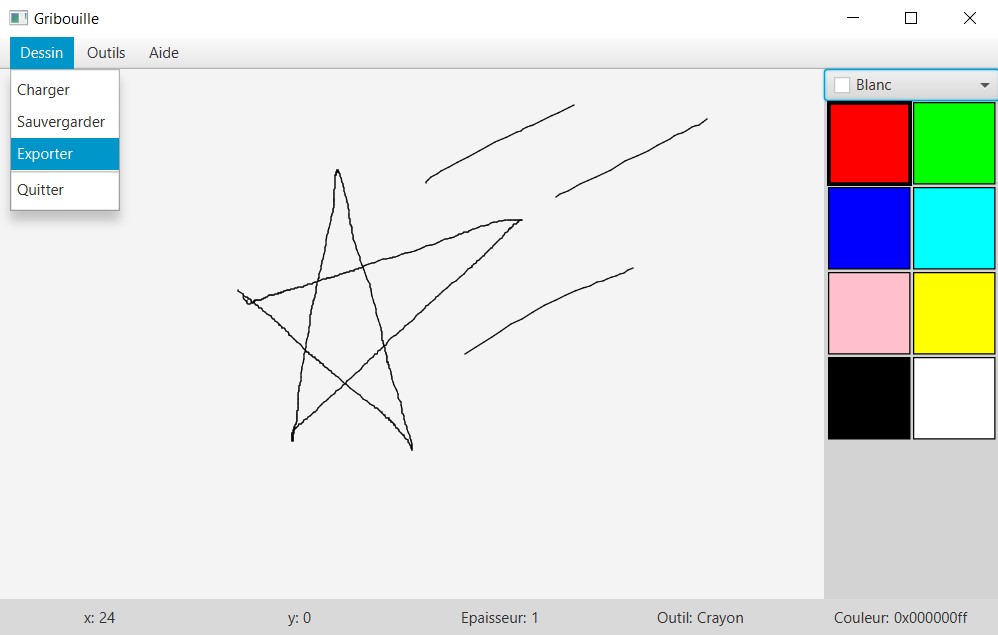 Gribouille
Dessin Outils Aide
Charger
Sauvergarder
Exporter
Quitter
Blanc
x: 24 y: 0 Epaisseur: 1 Outil: Crayon Couleur: 0x000000ff